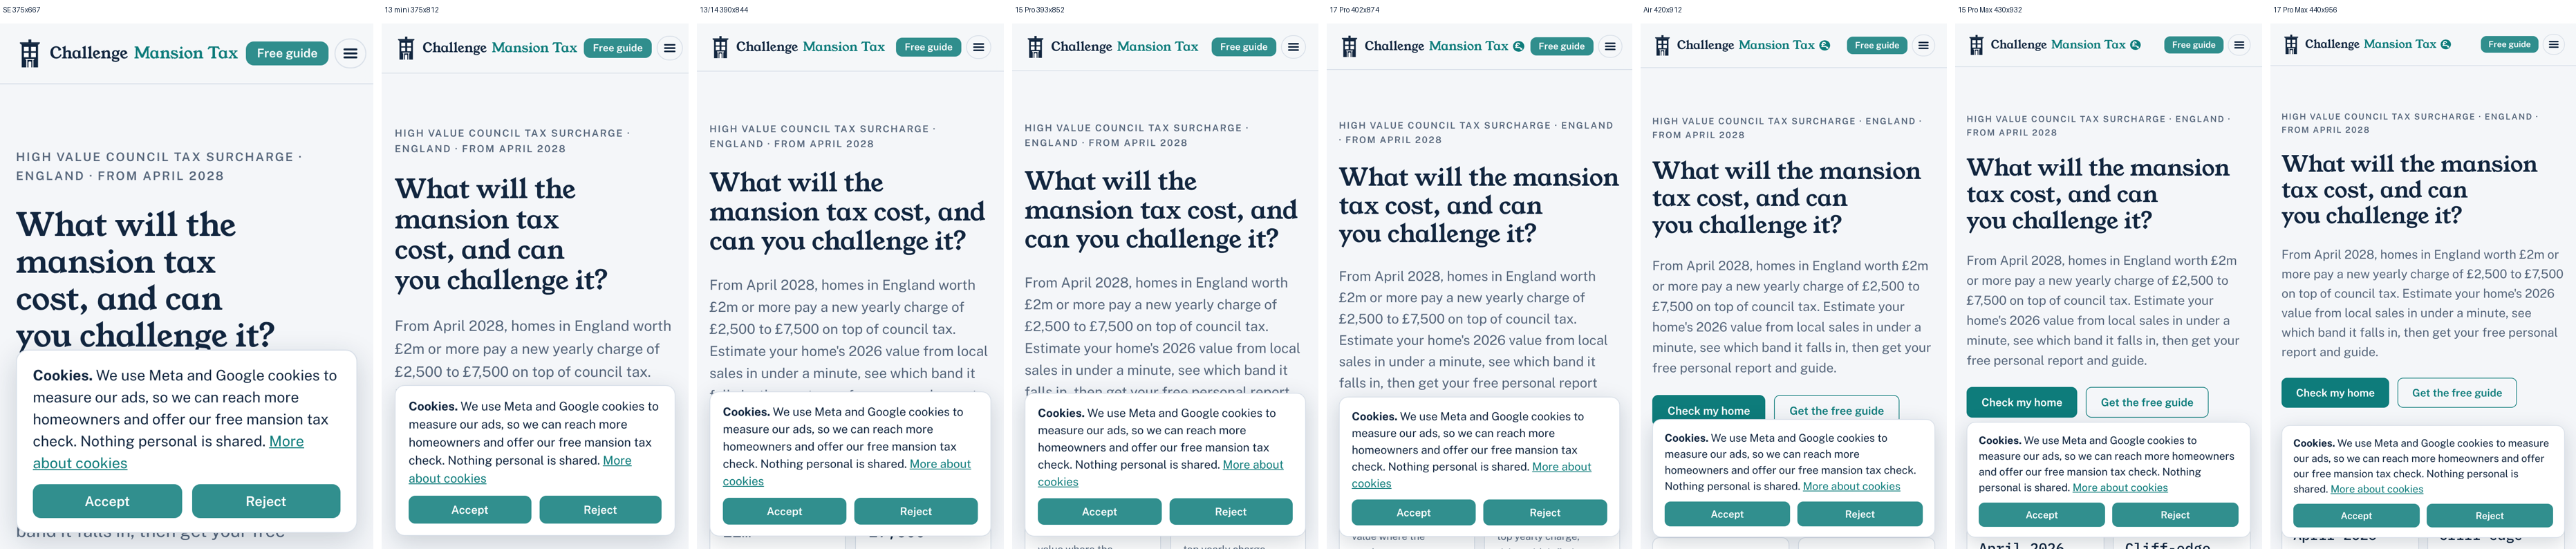 SE 375x667
Challenge Mansion Tax
Free guide
HIGH VALUE COUNCIL TAX SURCHARGE ·
ENGLAND · FROM APRIL 2028
What will the
mansion tax
cost, and can
you challenge it?
Cookies. We use Meta and Google cookies to
measure our ads, so we can reach more
homeowners and offer our free mansion tax
check. Nothing personal is shared. More
about cookies
Accept
Reject
band it falls in, then get your free
13 mini 375x812
Challenge Mansion Tax
Free guide
HIGH VALUE COUNCIL TAX SURCHARGE ·
ENGLAND · FROM APRIL 2028
What will the
mansion tax
cost, and can
you challenge it?
From April 2028, homes in England worth
£2m or more pay a new yearly charge of
£2,500 to £7,500 on top of council tax.
Cookies. We use Meta and Google cookies to
measure our ads, so we can reach more
homeowners and offer our free mansion tax
check. Nothing personal is shared. More
about cookies
Accept
Reject
13/14 390x844
Challenge Mansion Tax
Free guide
HIGH VALUE COUNCIL TAX SURCHARGE ·
ENGLAND · FROM APRIL 2028
What will the
mansion tax cost, and
can you challenge it?
From April 2028, homes in England worth
£2m or more pay a new yearly charge of
£2,500 to £7,500 on top of council tax.
Estimate your home's 2026 value from local
sales in under a minute, see which band it
Cookies. We use Meta and Google cookies to
measure our ads, so we can reach more
homeowners and offer our free mansion tax
check. Nothing personal is shared. More about
cookies
Accept
Reject
15 Pro 393x852
Challenge Mansion Tax
Free guide
HIGH VALUE COUNCIL TAX SURCHARGE ·
ENGLAND · FROM APRIL 2028
What will the
mansion tax cost, and
can you challenge it?
From April 2028, homes in England worth
£2m or more pay a new yearly charge of
£2,500 to £7,500 on top of council tax.
Estimate your home's 2026 value from local
sales in under a minute, see which band it
falls in, then get your free personal report
Cookies. We use Meta and Google cookies to
measure our ads, so we can reach more
homeowners and offer our free mansion tax
check. Nothing personal is shared. More about
cookies
Accept
Reject
value where the
top yearly charge
17 Pro 402x874
Challenge Mansion Tax
Free guide
HIGH VALUE COUNCIL TAX SURCHARGE · ENGLAND
· FROM APRIL 2028
What will the mansion
tax cost, and can
you challenge it?
From April 2028, homes in England worth
£2m or more pay a new yearly charge of
£2,500 to £7,500 on top of council tax.
Estimate your home's 2026 value from local
sales in under a minute, see which band it
falls in, then get your free personal report
Cookies. We use Meta and Google cookies to
measure our ads, so we can reach more
homeowners and offer our free mansion tax
check. Nothing personal is shared. More about
cookies
Accept
Reject
value where the
top yearly charge,
Air 420x912
Challenge Mansion Tax
Free guide
HIGH VALUE COUNCIL TAX SURCHARGE · ENGLAND ·
FROM APRIL 2028
What will the mansion
tax cost, and can
you challenge it?
From April 2028, homes in England worth £2m
or more pay a new yearly charge of £2,500 to
£7,500 on top of council tax. Estimate your
home's 2026 value from local sales in under a
minute, see which band it falls in, then get your
free personal report and guide.
Check my home
Get the free guide
Cookies. We use Meta and Google cookies to
measure our ads, so we can reach more
homeowners and offer our free mansion tax check.
Nothing personal is shared. More about cookies
Accept
Reject
15 Pro Max 430x932
Challenge Mansion Tax
Free guide
HIGH VALUE COUNCIL TAX SURCHARGE · ENGLAND ·
FROM APRIL 2028
What will the mansion
tax cost, and can
you challenge it?
From April 2028, homes in England worth £2m
or more pay a new yearly charge of £2,500 to
£7,500 on top of council tax. Estimate your
home's 2026 value from local sales in under a
minute, see which band it falls in, then get your
free personal report and guide.
Check my home
Get the free guide
Cookies. We use Meta and Google cookies to
measure our ads, so we can reach more homeowners
and offer our free mansion tax check. Nothing
personal is shared. More about cookies
Accept
Reject
April 2026
Cliff-edge
17 Pro Max 440x956
Challenge Mansion Tax
Free guide
HIGH VALUE COUNCIL TAX SURCHARGE · ENGLAND ·
FROM APRIL 2028
What will the mansion
tax cost, and can
you challenge it?
From April 2028, homes in England worth £2m or
more pay a new yearly charge of £2,500 to £7,500
on top of council tax. Estimate your home's 2026
value from local sales in under a minute, see
which band it falls in, then get your free personal
report and guide.
Check my home
Get the free guide
Cookies. We use Meta and Google cookies to measure
our ads, so we can reach more homeowners and offer
our free mansion tax check. Nothing personal is
shared. More about cookies
Accept
Reject